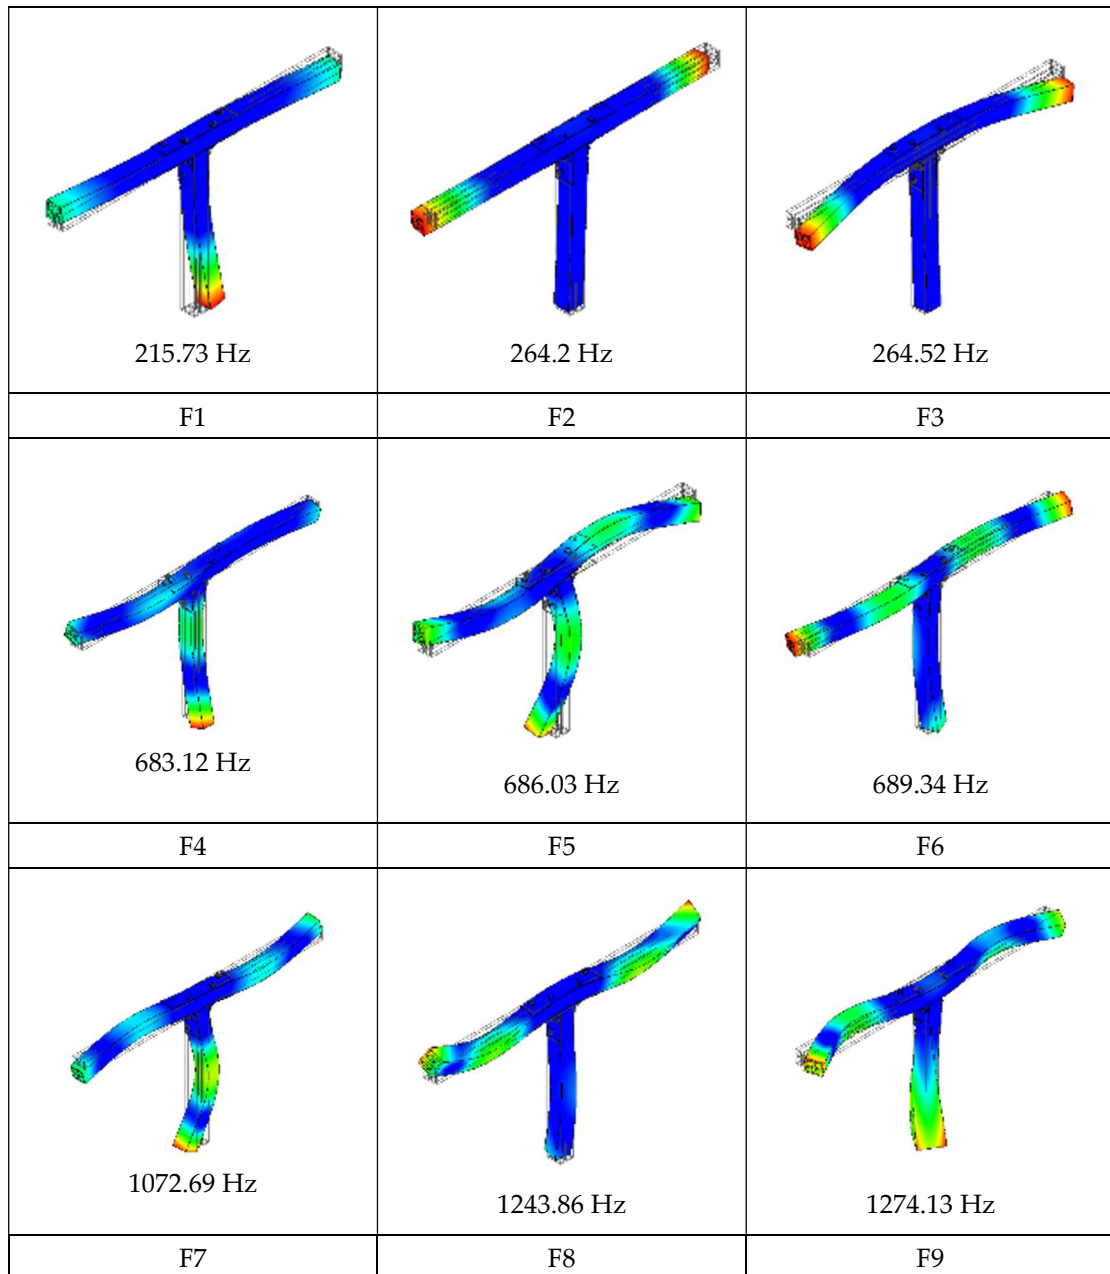 215.73 Hz
264.2 Hz
264.52 Hz
F1
F2
F3
683.12 Hz
686.03 Hz
689.34 Hz
F4
F5
F6
1072.69 Hz
1243.86 Hz
1274.13 Hz
F7
F8
F9